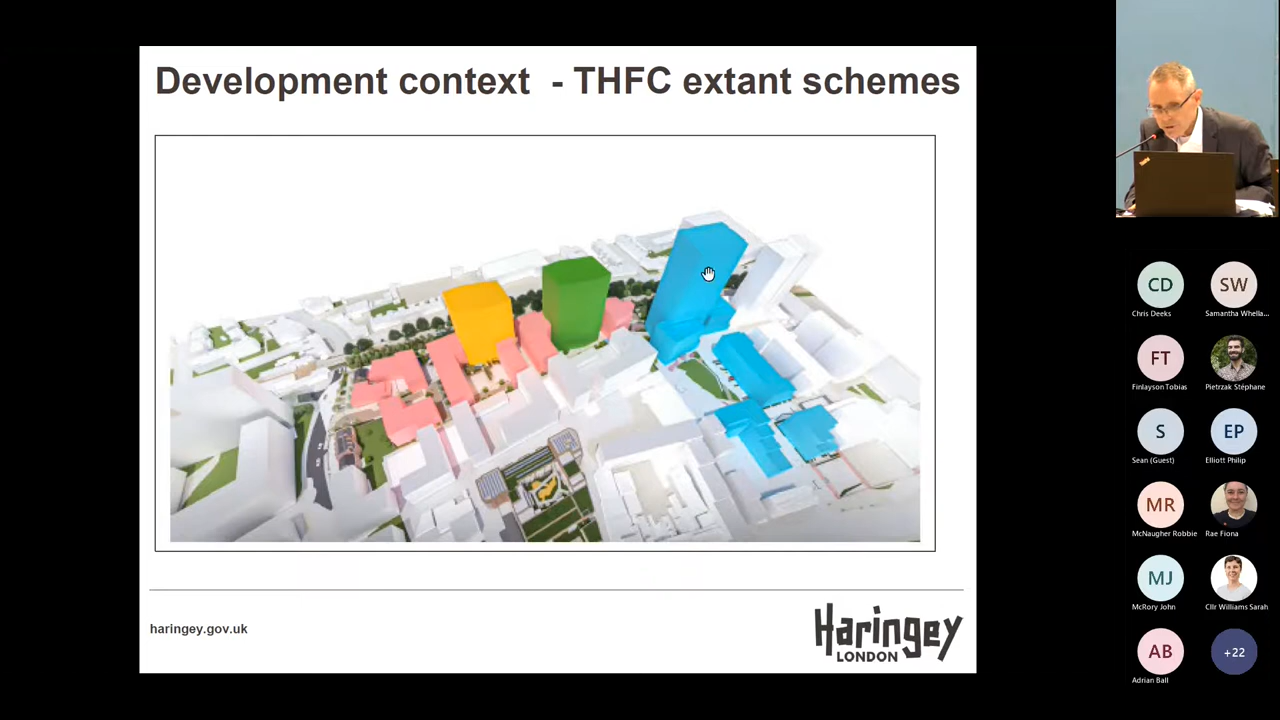 Development context - THFC extant schemes
haringey.gov.uk
Haringey
LONDON
CD
Chris Deeks
SW
Samantha Whella...
FT
Finlayson Tobias
Pietrzak Stéphane
S
Sean (Guest)
EP
Elliott Philip
MR
McNaugher Robbie
Rae Fiona
MJ
McRory John
Cllr Williams Sarah
AB
Adrian Ball
+22